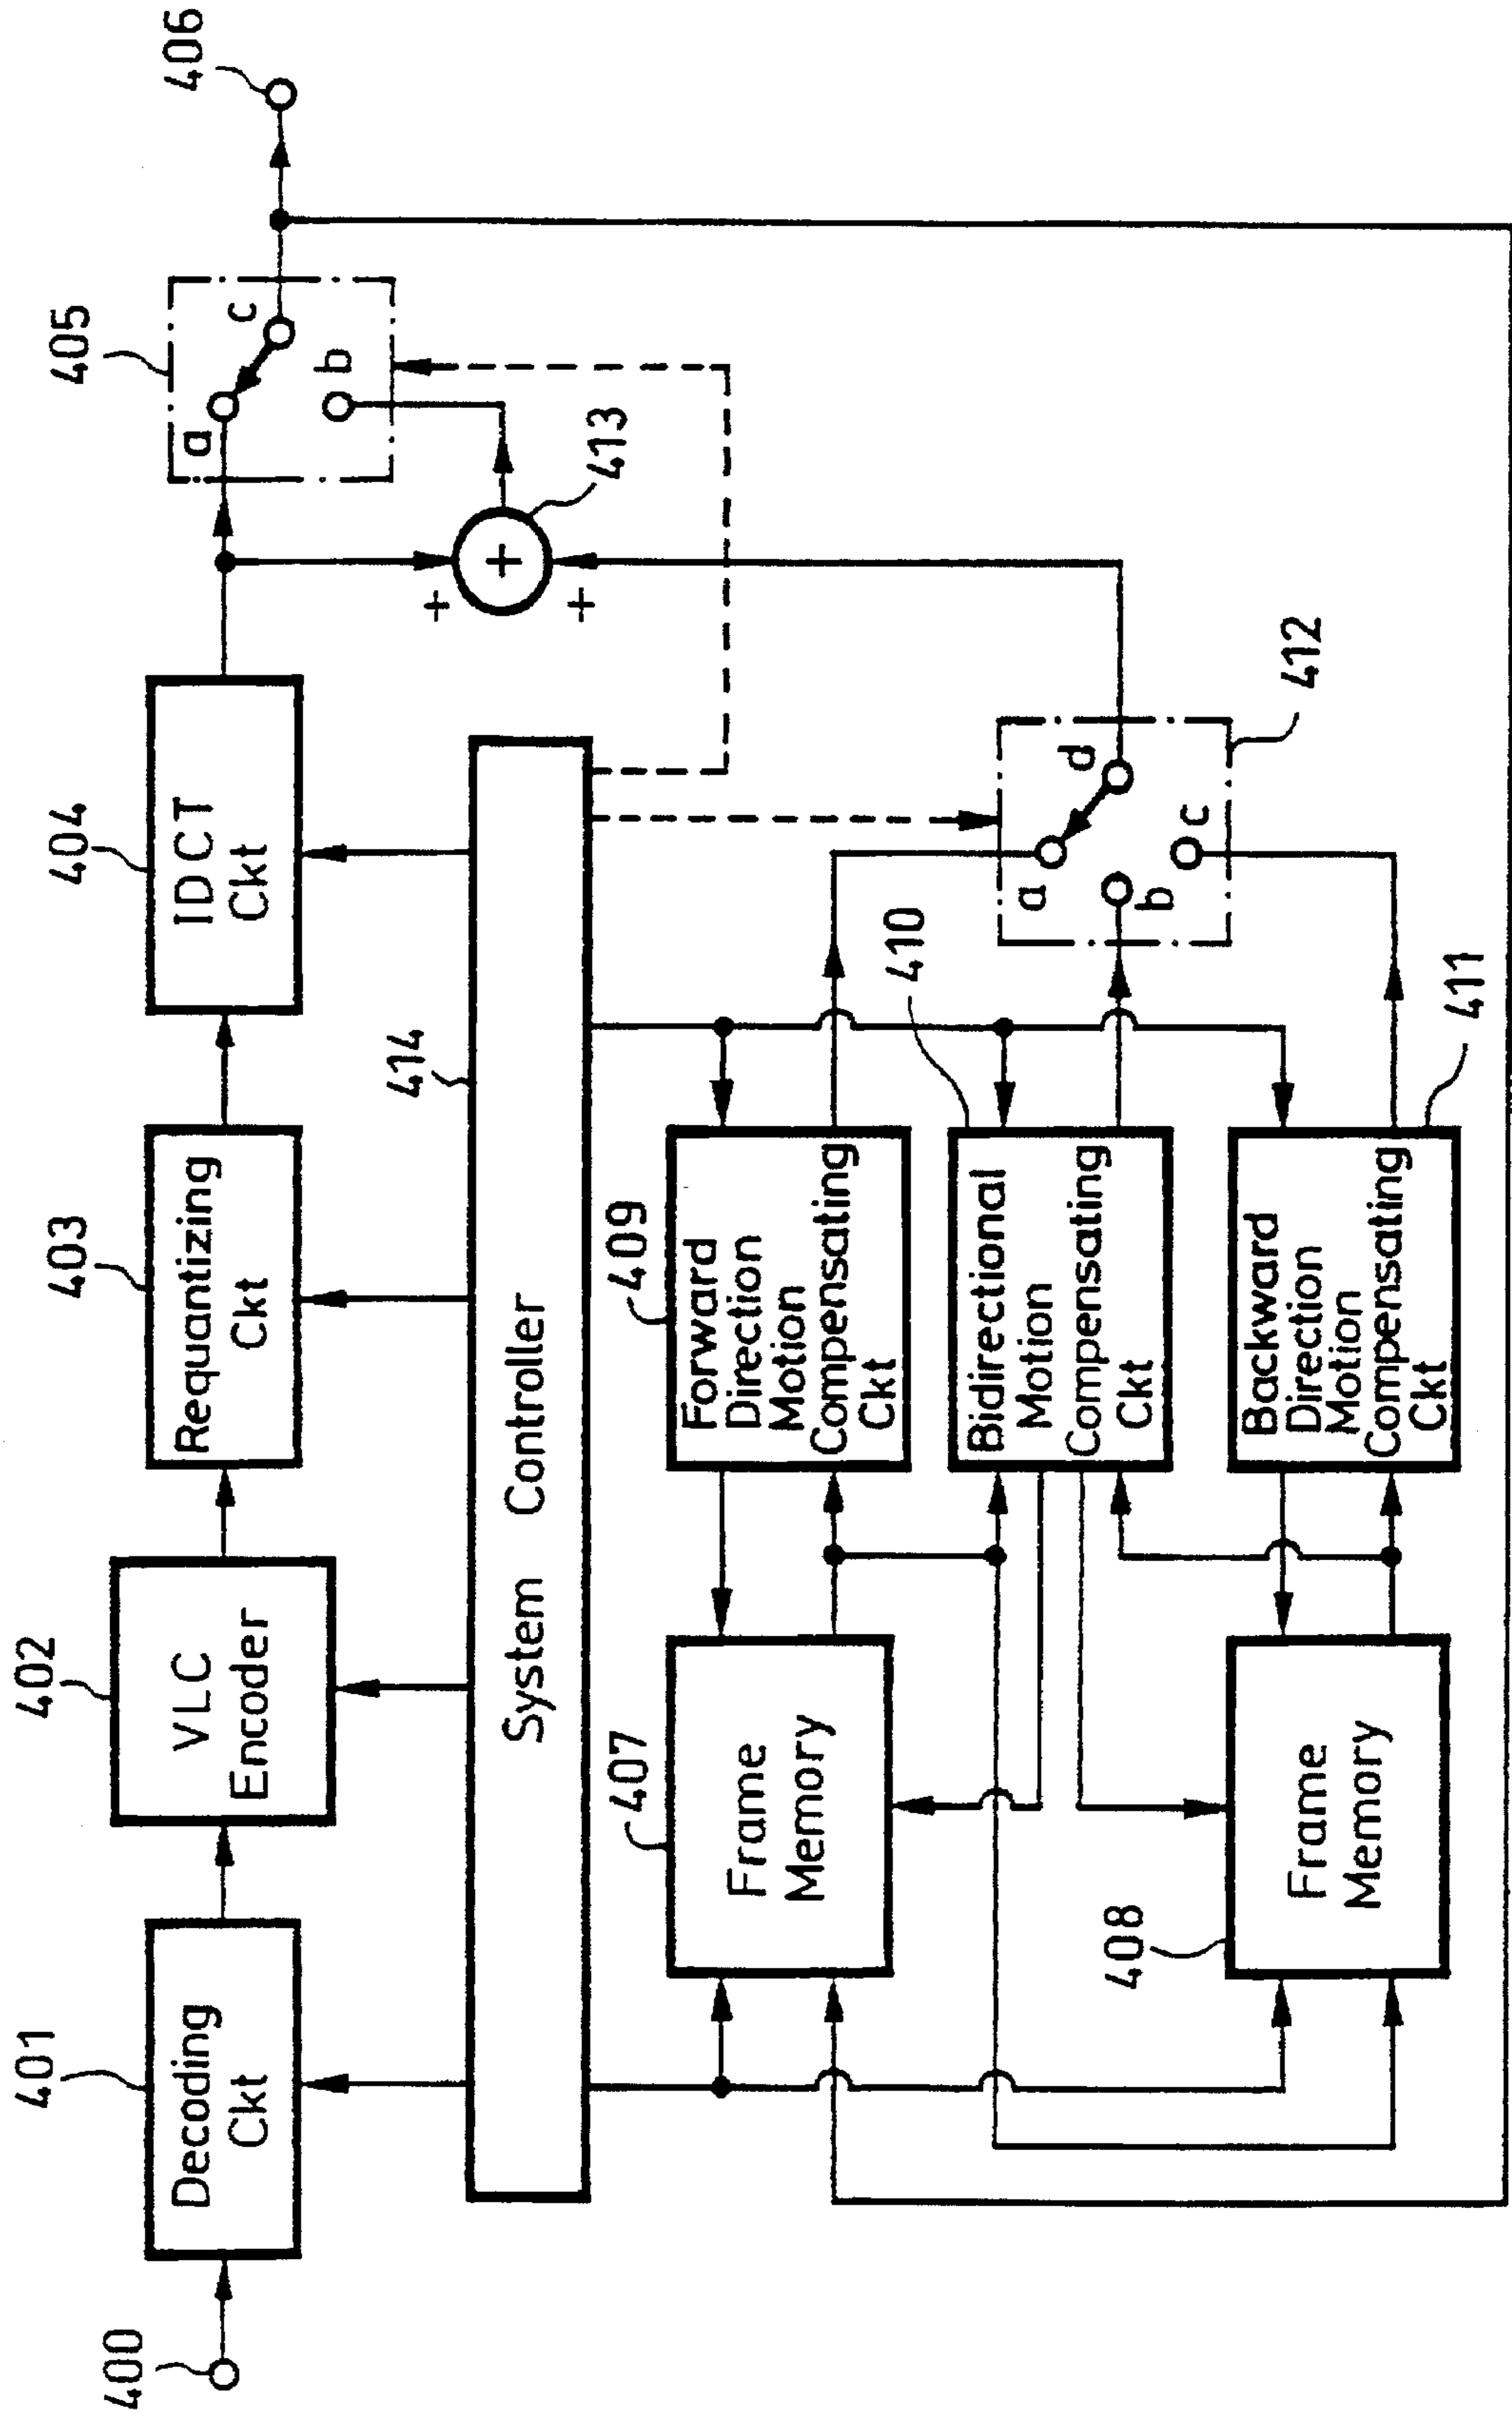 400
401
Decoding
Ckt
402
VLC
Encoder
403
Requantizing
Ckt
404
IDCT
Ckt
405
a
c
b
406
+
+
+
413
414
System Controller
407
Frame
Memory
409
Forward
Direction
Motion
Compensating
Ckt
410
Bidirectional
Motion
Compensating
Ckt
a
d
b
c
412
408
Frame
Memory
Backward
Direction
Motion
Compensating
Ckt
411